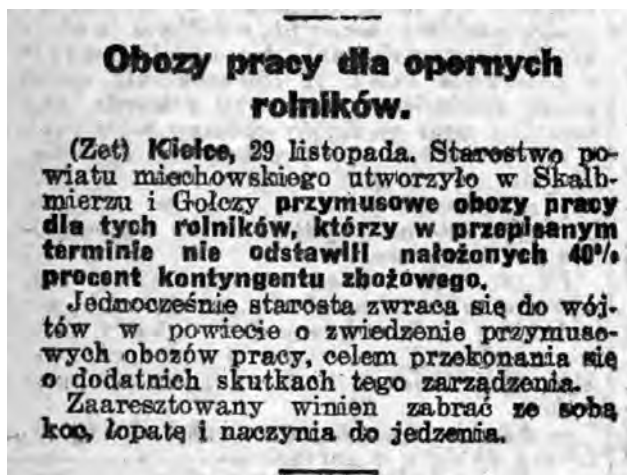 Obozy pracy dla opornych
rolników.
(Zet) Kielce, 29 listopada. Starostwo po-
wiatu miechowskiego utworzyło w Skalb-
mierzu i Gołczy przymusowe obozy pracy
dla tych rolników, którzy w przepisanym
terminie nie odstawili nałożonych 40%
procent kontyngentu zbożowego.
Jednocześnie starosta zwraca się do wój-
tów w powiecie o zwiedzenie przymuso-
wych obozów pracy, celem przekonania się
o dodatnich skutkach tego zarządzenia.
Zaaresztowany winien zabrać ze sobą
koc, łopatę i naczynia do jedzenia.